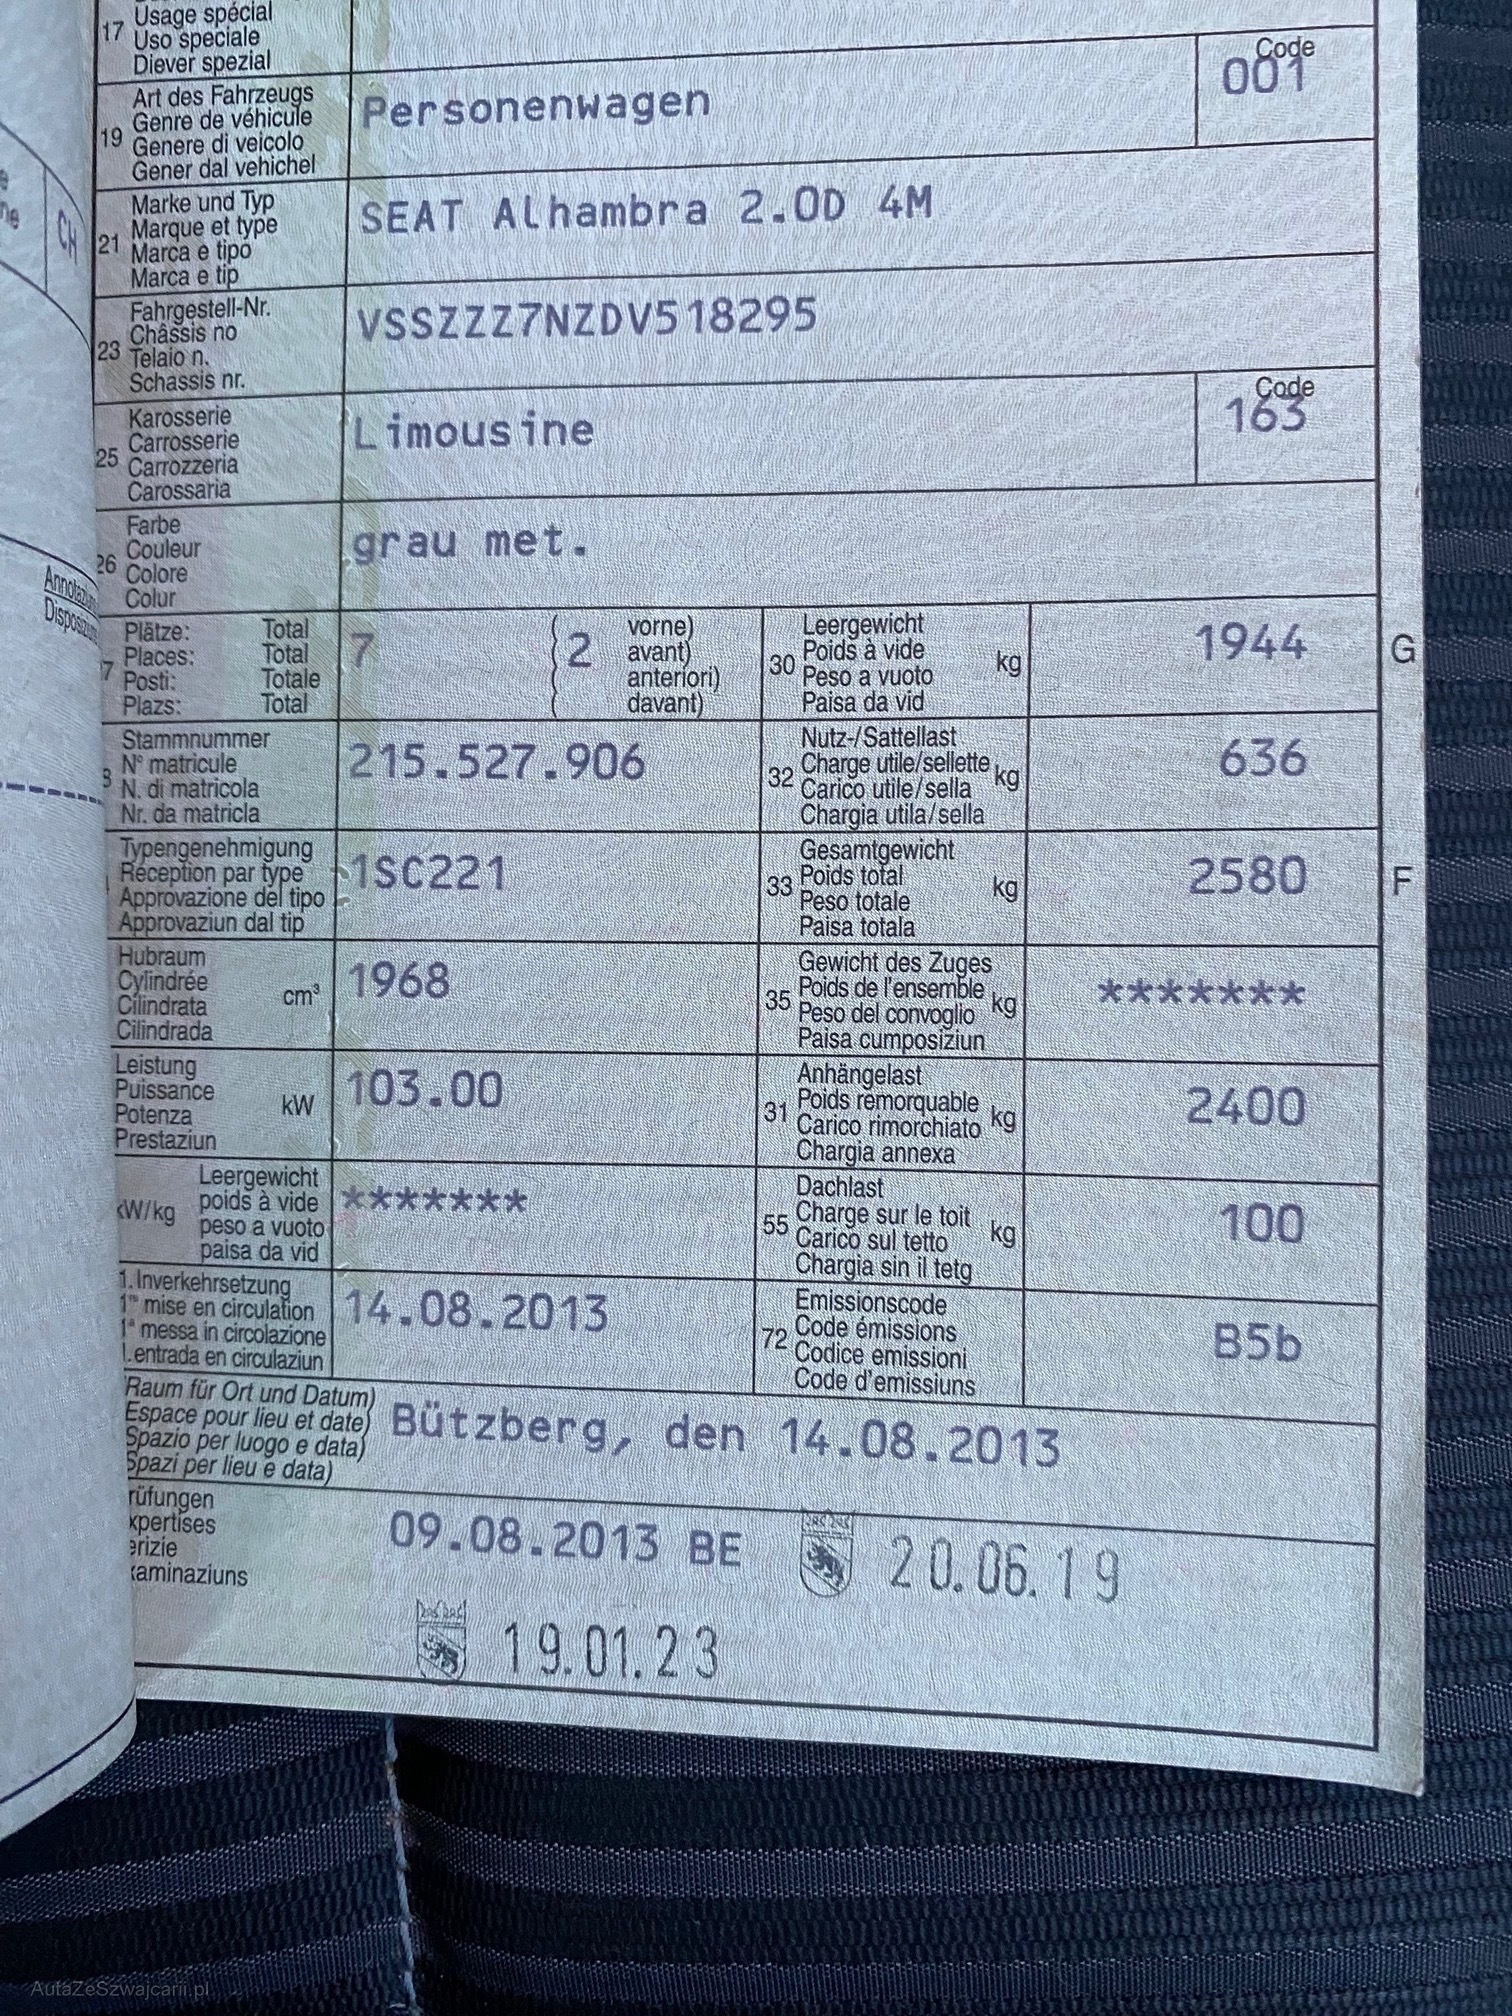 17 Usage spécial
Uso speciale
Diever spezial
19 Art des Fahrzeugs
Genre de véhicule
Genere di veicolo
Gener dal vehichel
Personenwagen
Code
001
21 Marke und Typ
Marque et type
Marca e tipo
Marca e tip
SEAT Alhambra 2.0D 4M
23 Fahrgestell-Nr.
Châssis no
Telaio n.
Schassis nr.
VSSZZZ7NZDV518295
25 Karosserie
Carrosserie
Carrozzeria
Carossaria
Limousine
Code
163
26 Farbe
Couleur
Colore
Colur
grau met.
7 Plätze: Total
Places: Total
Posti: Totale
Plazs: Total
7
(2 vorne)
avant)
anteriori)
davant)
30 Leergewicht
Poids à vide
Peso a vuoto
Paisa da vid
kg
1944
G
Stammnummer
N° matricule
N. di matricola
Nr. da matricla
215.527.906
32 Nutz-/Sattellast
Charge utile/sellette
Carico utile/sella
Chargia utila/sella
kg
636
Typengenehmigung
Réception par type
Approvazione del tipo
Approvaziun dal tip
1SC221
33 Gesamtgewicht
Poids total
Peso totale
Paisa totala
kg
2580
F
Hubraum
Cylindrée
Cilindrata
Cilindrada
cm³
1968
35 Gewicht des Zuges
Poids de l'ensemble
Peso del convoglio
Paisa cumposiziun
kg
*******
Leistung
Puissance
Potenza
Prestaziun
kW
103.00
31 Anhängelast
Poids remorquable
Carico rimorchiato
Chargia annexa
kg
2400
kW/kg
Leergewicht
poids à vide
peso a vuoto
paisa da vid
*******
55 Dachlast
Charge sur le toit
Carico sul tetto
Chargia sin il tetg
kg
100
1. Inverkehrsetzung
1re mise en circulation
1a messa in circolazione
1. entrada en circulaziun
14.08.2013
72 Emissionscode
Code émissions
Codice emissioni
Code d'emissiuns
B5b
Raum für Ort und Datum)
Espace pour lieu et date)
Spazio per luogo e data)
Spazi per lieu e data)
Bützberg, den 14.08.2013
rüfungen
xpertises
erizie
xaminaziuns
09.08.2013 BE
20.06.19
19.01.23
CH
AutaZeSzwajcarii.pl